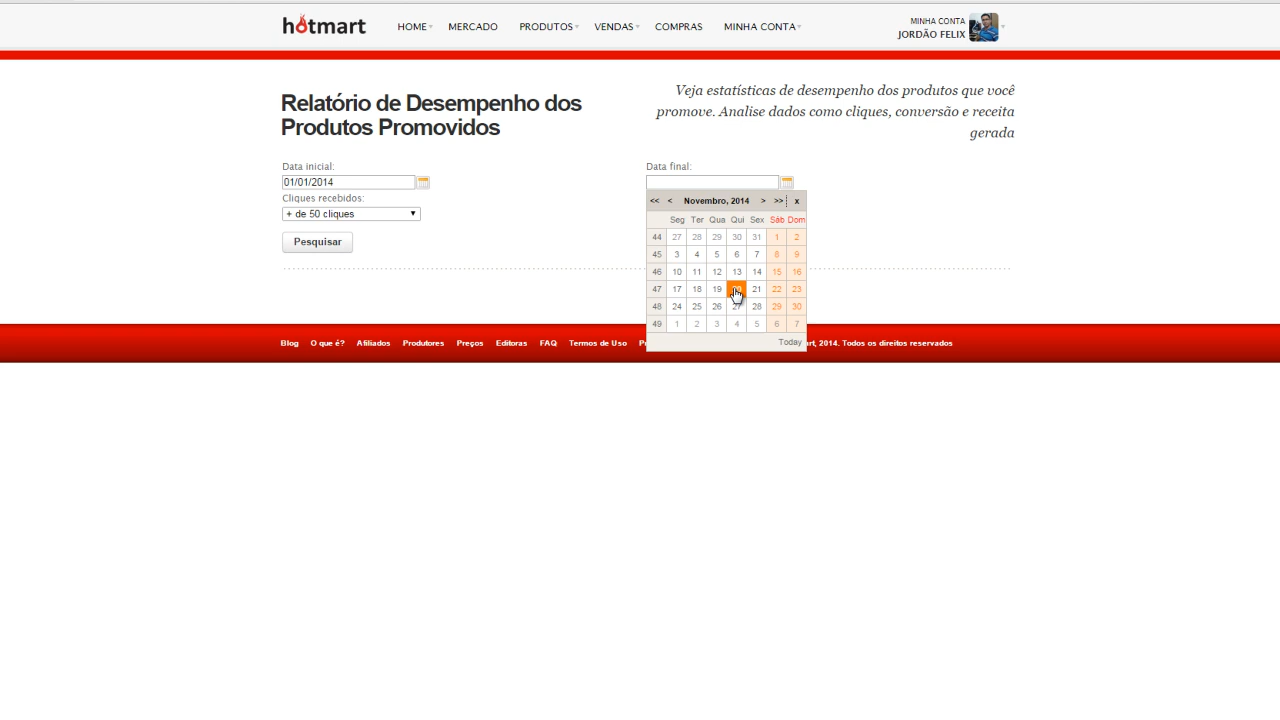 hotmart
HOME
MERCADO
PRODUTOS
VENDAS
COMPRAS
MINHA CONTA
MINHA CONTA
JORDÃO FELIX
Relatório de Desempenho dos
Produtos Promovidos
Veja estatísticas de desempenho dos produtos que você
promove. Analise dados como cliques, conversão e receita
gerada
Data inicial:
01/01/2014
Cliques recebidos:
+ de 50 cliques
Pesquisar
Data final:
<< < Novembro, 2014 > >> x
Seg Ter Qua Qui Sex Sáb Dom
44 27 28 29 30 31 1 2
45 3 4 5 6 7 8 9
46 10 11 12 13 14 15 16
47 17 18 19 21 22 23
48 24 25 26 27 28 29 30
49 1 2 3 4 5 6 7
Today
Blog O que é? Afiliados Produtores Preços Editoras FAQ Termos de Uso , 2014. Todos os direitos reservados